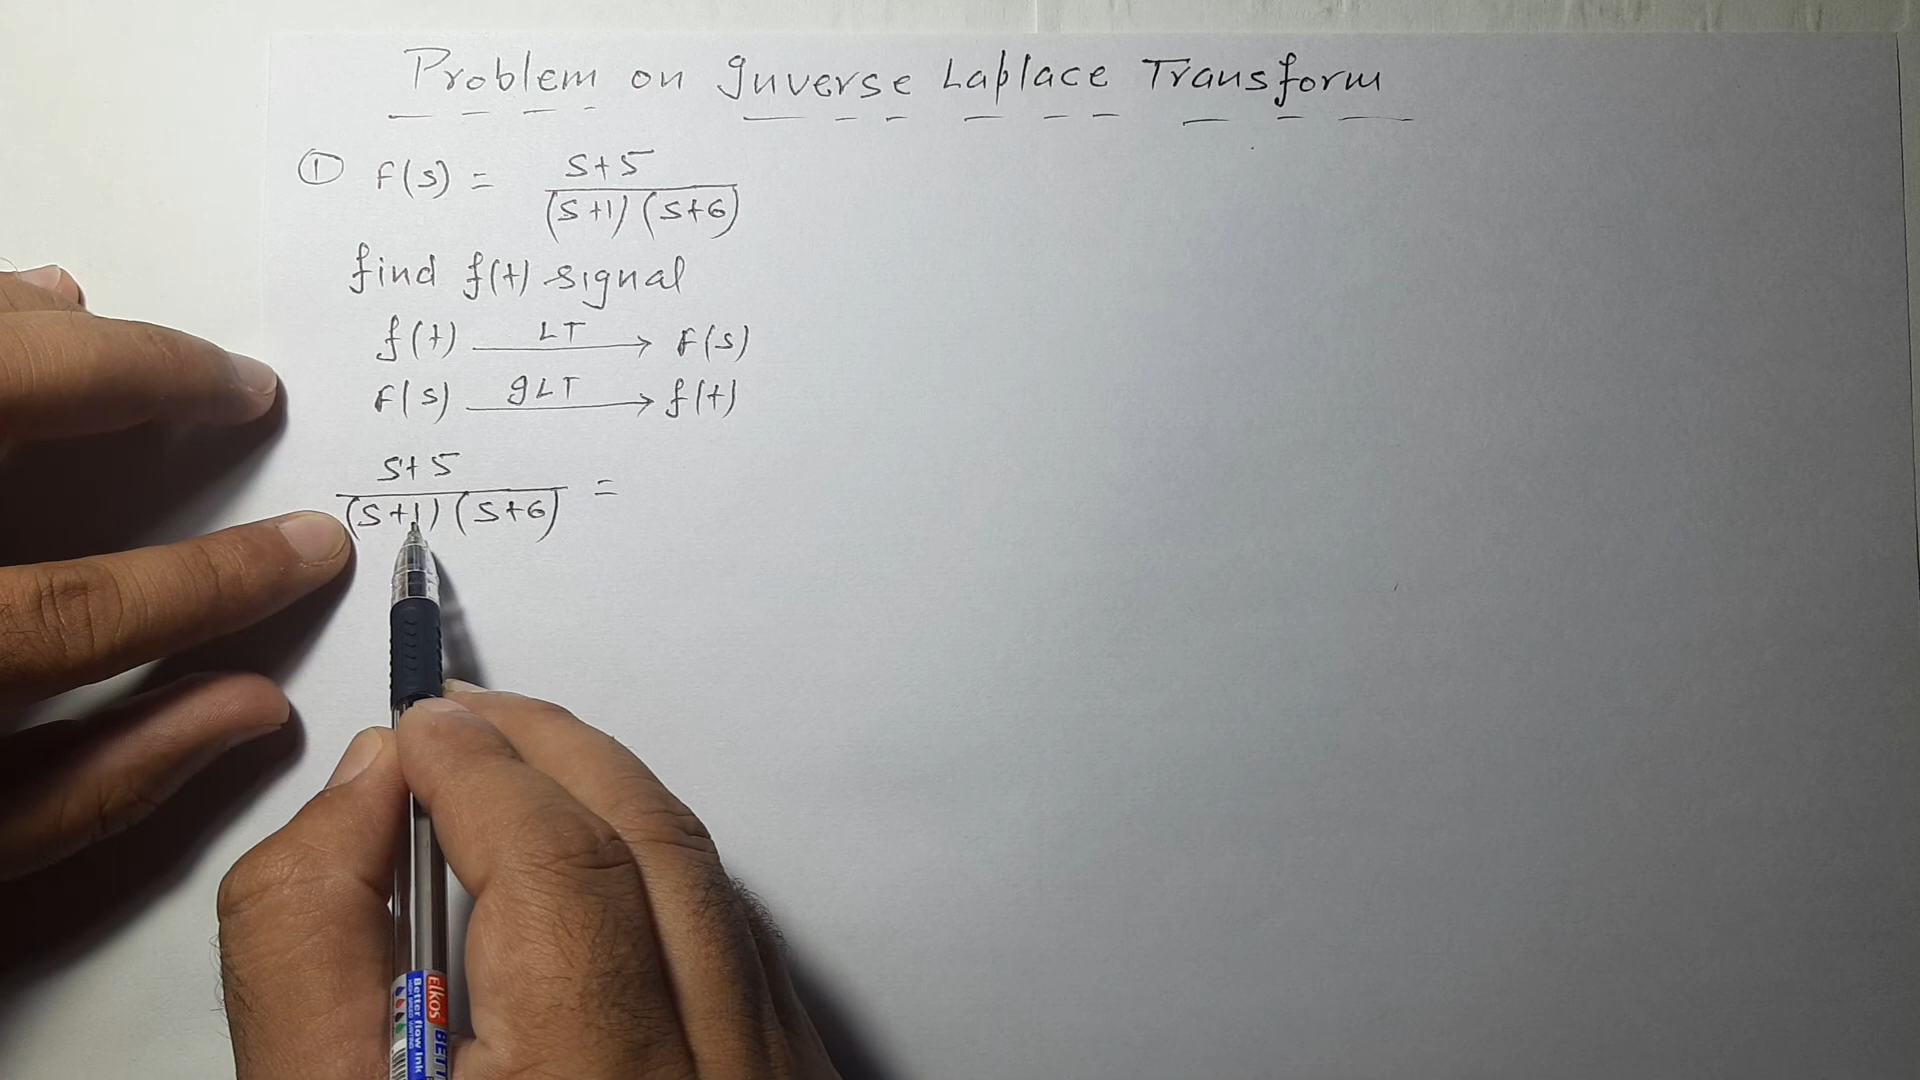 Problem on Inverse Laplace Transform
① F(s) = s+5 / (s+1)(s+6)
find f(t) signal
f(t) LT → F(s)
F(s) ILT → f(t)
s+5 / (s+1)(s+6) =
Elkos
Better flow Ink
BETT